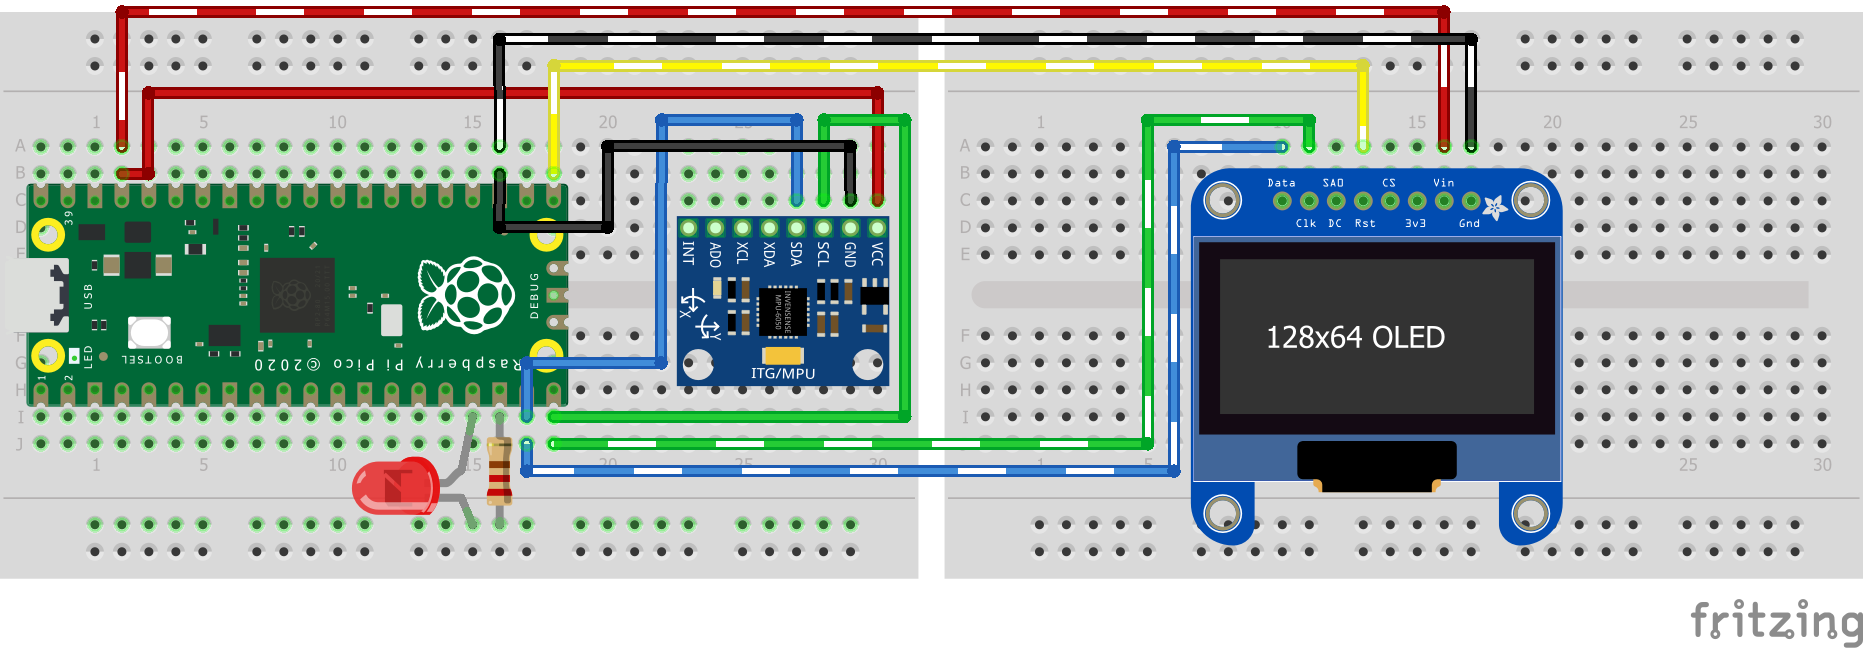 1 5 10 15 20 25 30
1 10 15 20 25 30
A A
B B
C C
D D
E E
F F
G G
H H
I I
J J
39
USB
DEBUG
BOOTSEL
LED
1 2
Raspberry Pi Pico ©2020
INT ADO XCL XDA SDA SCL GND VCC
X
Y
INVENSENSE
MPU-6050
ITG/MPU
Data SAO CS Vin
Clk DC Rst 3v3 Gnd
128x64 OLED
1 5 10 15 20 25 30
1 5 25 30
fritzing